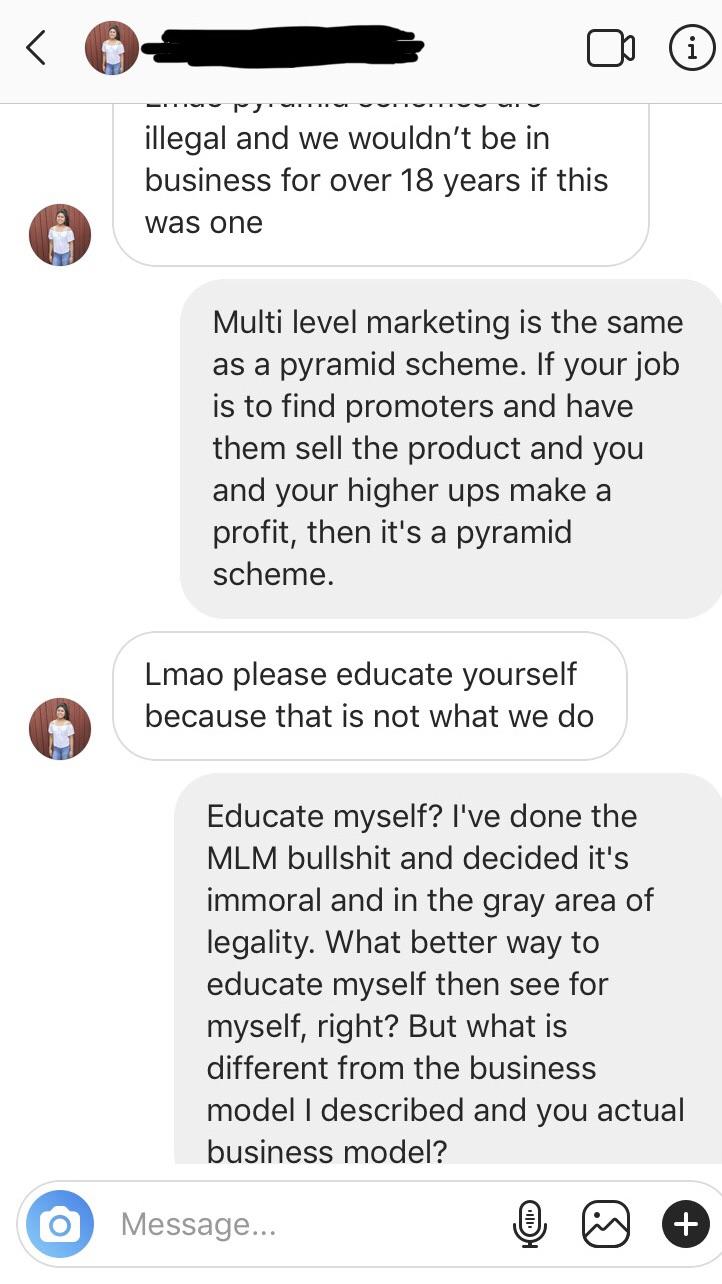 Lmao pyramid schemes are
illegal and we wouldn’t be in
business for over 18 years if this
was one
Multi level marketing is the same
as a pyramid scheme. If your job
is to find promoters and have
them sell the product and you
and your higher ups make a
profit, then it's a pyramid
scheme.
Lmao please educate yourself
because that is not what we do
Educate myself? I've done the
MLM bullshit and decided it's
immoral and in the gray area of
legality. What better way to
educate myself then see for
myself, right? But what is
different from the business
model I described and you actual
business model?
Message...